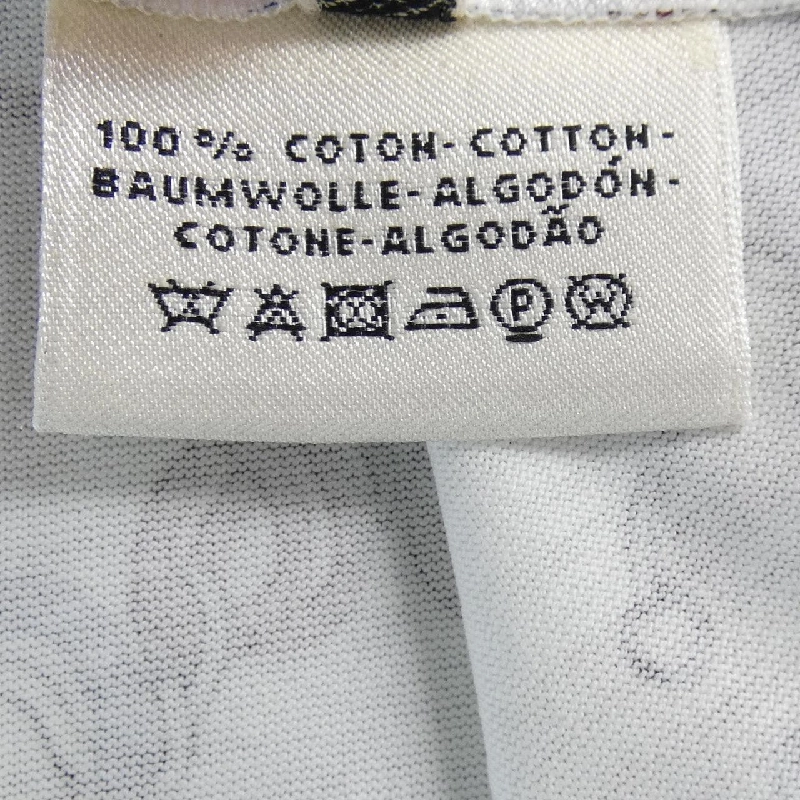 100% COTON-COTTON-
BAUMWOLLE-ALGODÓN-
COTONE-ALGODÃO
P W